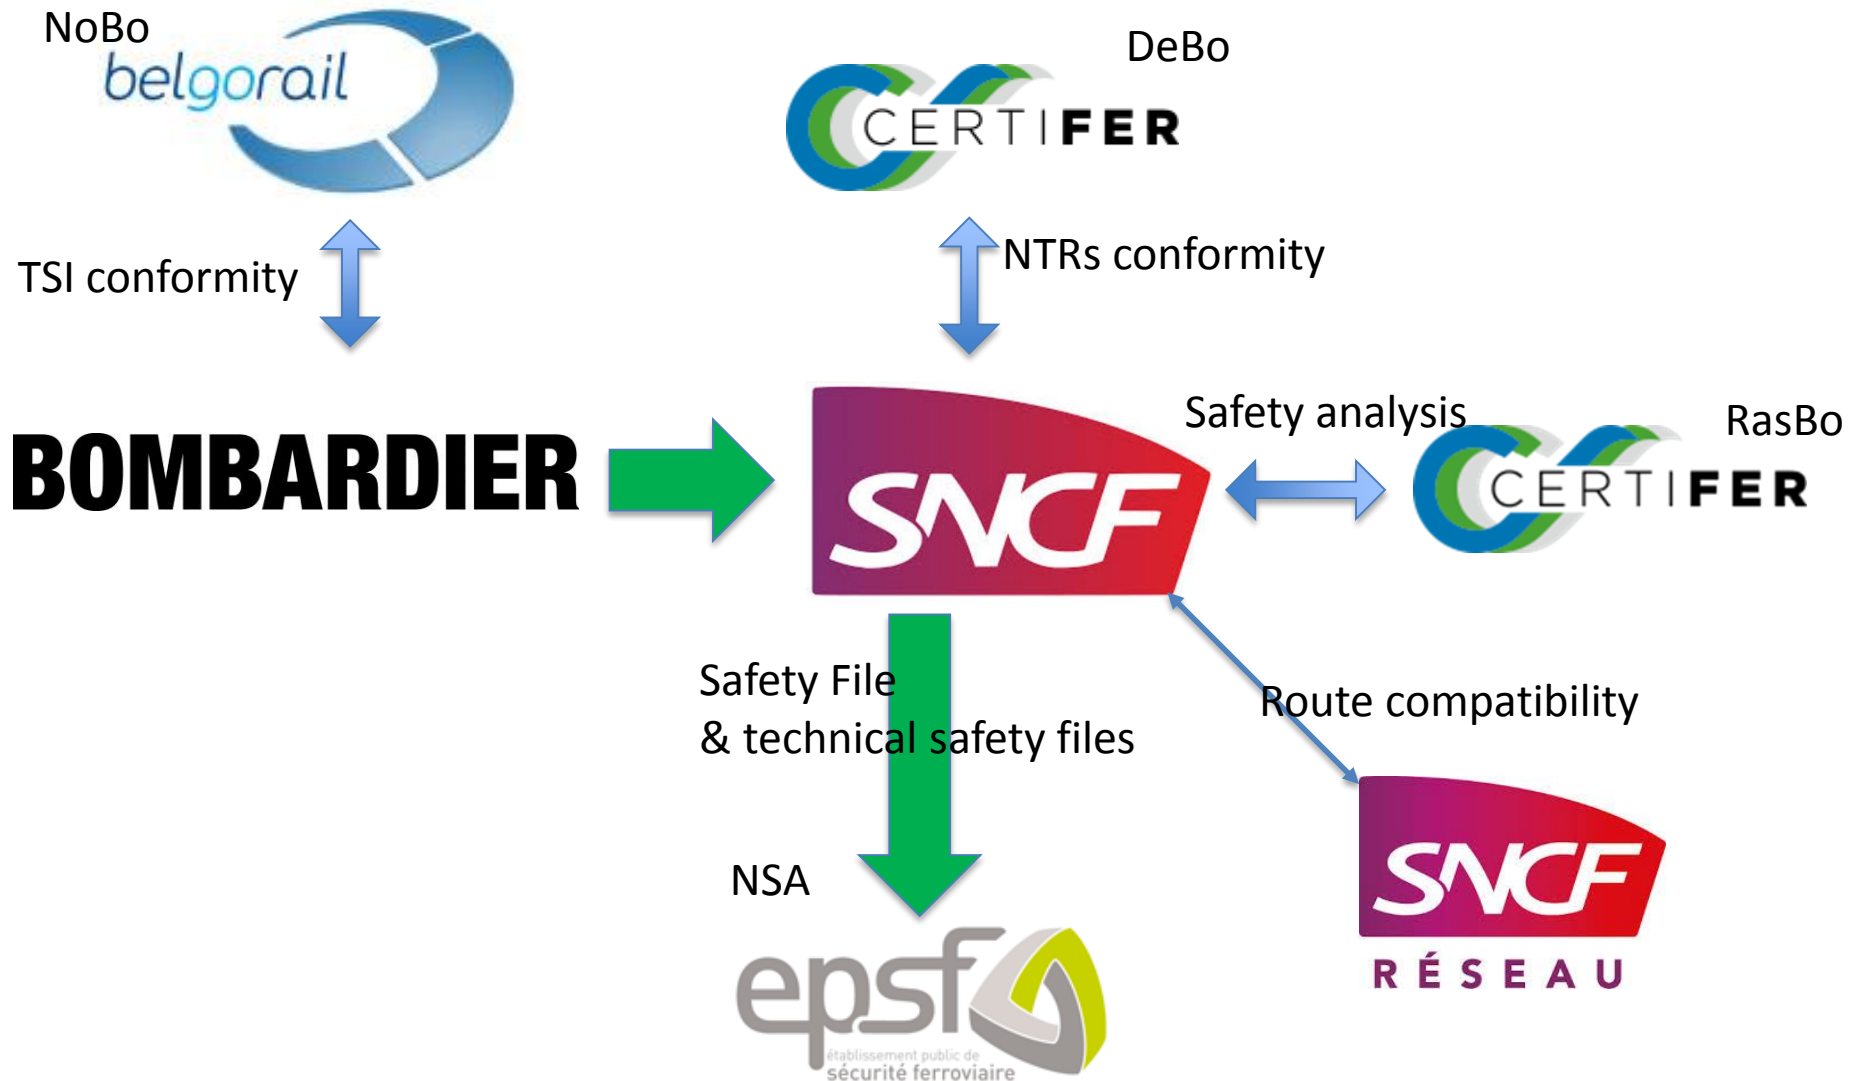 NoBo
belgorail
DeBo
CERTIFER
TSI conformity
NTRs conformity
BOMBARDIER
SNCF
Safety analysis
RasBo
CERTIFER
Safety File
& technical safety files
Route compatibility
NSA
epsf
établissement public de
sécurité ferroviaire
SNCF
RÉSEAU